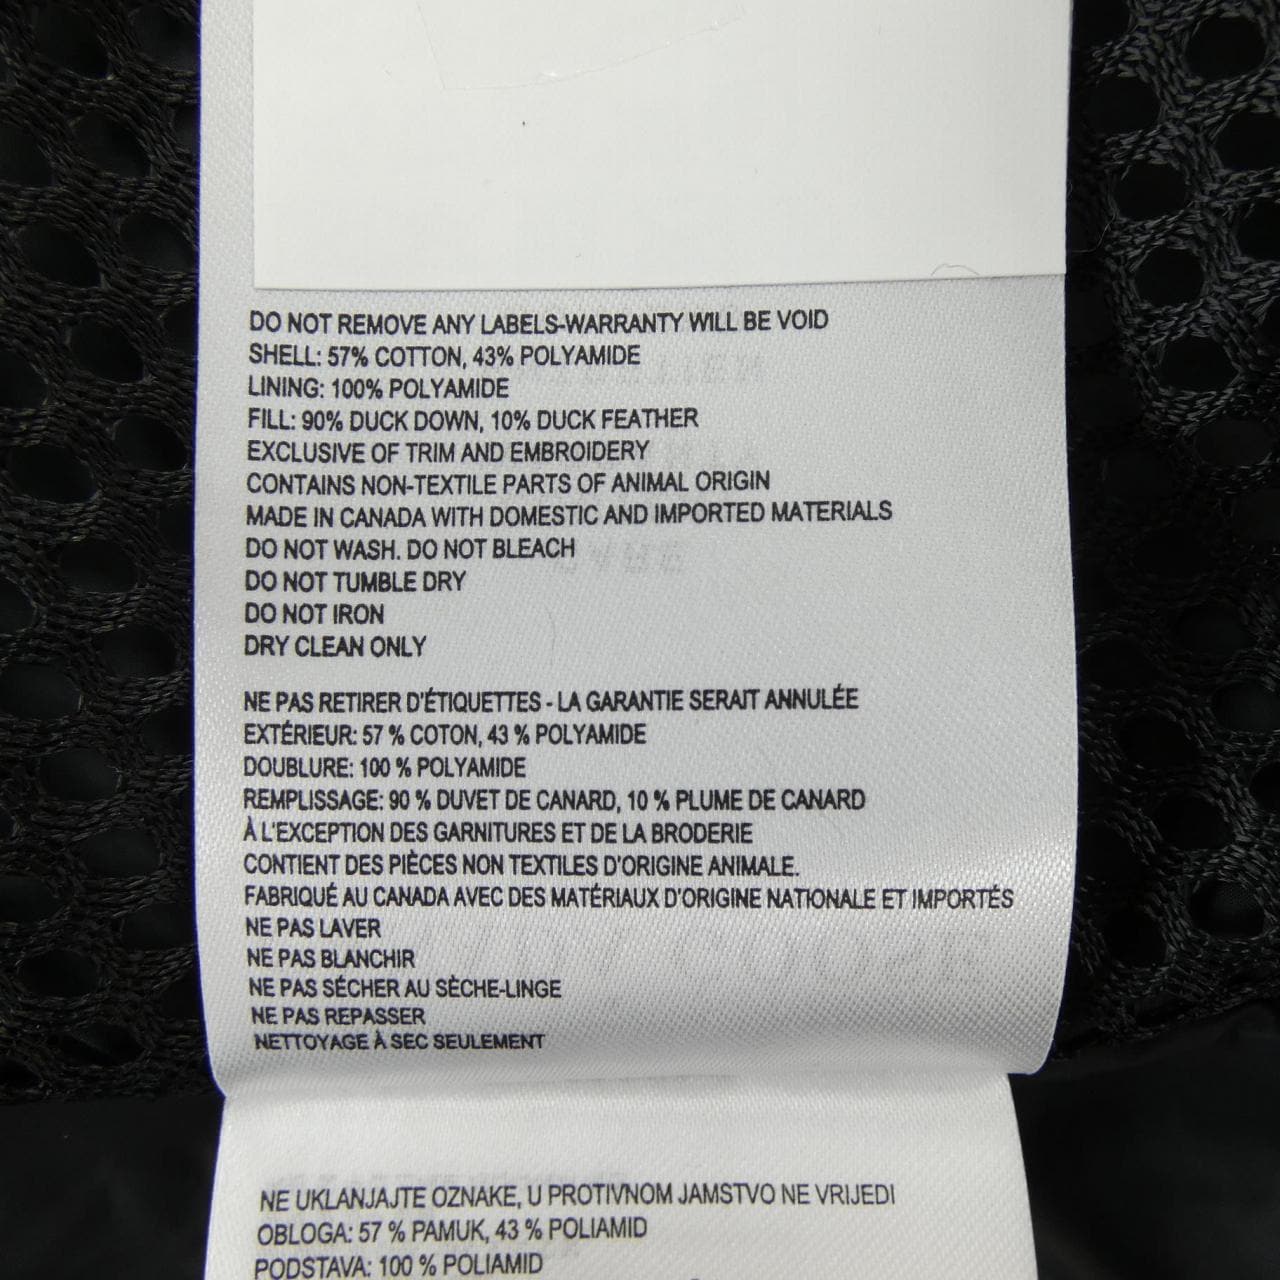 DO NOT REMOVE ANY LABELS-WARRANTY WILL BE VOID
SHELL: 57% COTTON, 43% POLYAMIDE
LINING: 100% POLYAMIDE
FILL: 90% DUCK DOWN, 10% DUCK FEATHER
EXCLUSIVE OF TRIM AND EMBROIDERY
CONTAINS NON-TEXTILE PARTS OF ANIMAL ORIGIN
MADE IN CANADA WITH DOMESTIC AND IMPORTED MATERIALS
DO NOT WASH. DO NOT BLEACH
DO NOT TUMBLE DRY
DO NOT IRON
DRY CLEAN ONLY
NE PAS RETIRER D'ÉTIQUETTES - LA GARANTIE SERAIT ANNULÉE
EXTÉRIEUR: 57 % COTON, 43 % POLYAMIDE
DOUBLURE: 100 % POLYAMIDE
REMPLISSAGE: 90 % DUVET DE CANARD, 10 % PLUME DE CANARD
À L'EXCEPTION DES GARNITURES ET DE LA BRODERIE
CONTIENT DES PIÈCES NON TEXTILES D'ORIGINE ANIMALE.
FABRIQUÉ AU CANADA AVEC DES MATÉRIAUX D'ORIGINE NATIONALE ET IMPORTÉS
NE PAS LAVER
NE PAS BLANCHIR
NE PAS SÉCHER AU SÈCHE-LINGE
NE PAS REPASSER
NETTOYAGE À SEC SEULEMENT
NE UKLANJAJTE OZNAKE, U PROTIVNOM JAMSTVO NE VRIJEDI
OBLOGA: 57 % PAMUK, 43 % POLIAMID
PODSTAVA: 100 % POLIAMID